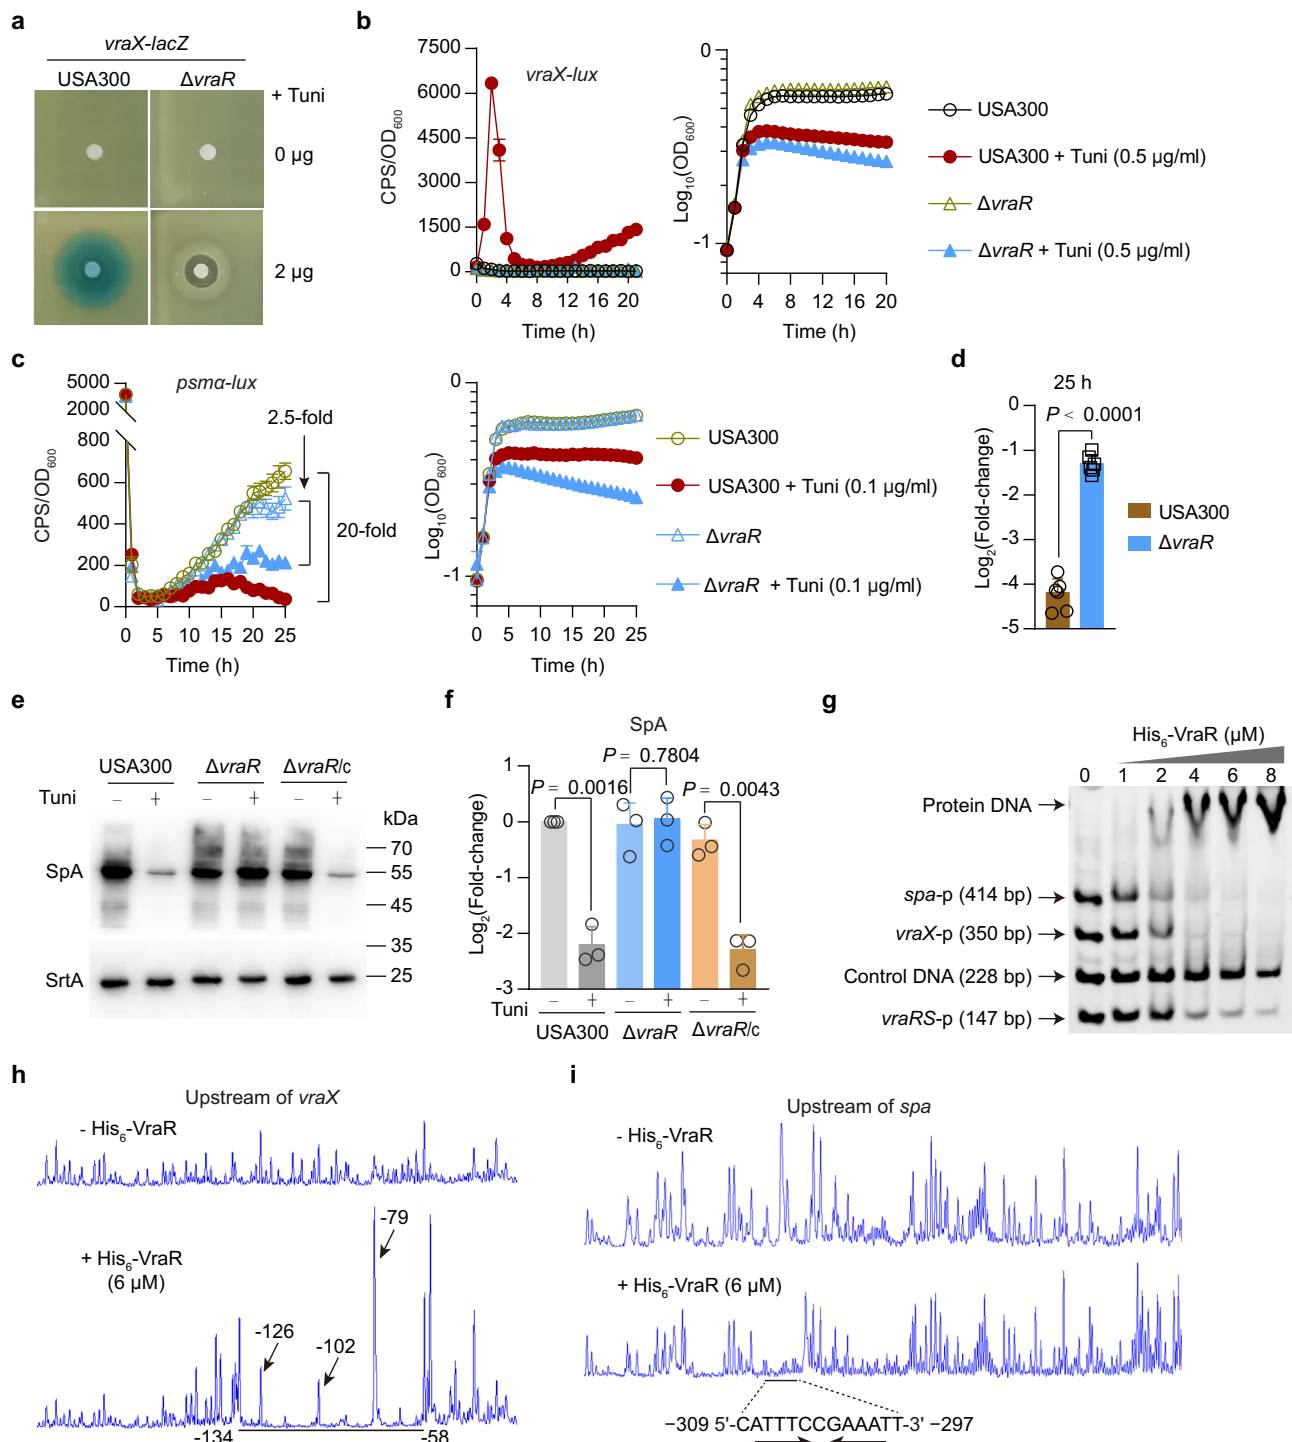 a
vraX-lacZ
USA300
ΔvraR
+ Tuni
0 µg
2 µg
b
7500
6000
4500
3000
1500
0
CPS/OD600
vraX-lux
0 4 8 12 16 20
Time (h)
0
-1
Log10(OD600)
0 4 8 12 16 20
Time (h)
USA300
USA300 + Tuni (0.5 µg/ml)
ΔvraR
ΔvraR + Tuni (0.5 µg/ml)
c
5000
2000
800
600
400
200
0
CPS/OD600
psmα-lux
2.5-fold
20-fold
0 5 10 15 20 25
Time (h)
0
-1
Log10(OD600)
0 5 10 15 20 25
Time (h)
USA300
USA300 + Tuni (0.1 µg/ml)
ΔvraR
ΔvraR + Tuni (0.1 µg/ml)
d
25 h
P < 0.0001
0
-1
-2
-3
-4
-5
Log2(Fold-change)
USA300
ΔvraR
e
USA300 ΔvraR ΔvraR/c
Tuni − + − + − +
kDa
70
55
45
35
25
SpA
SrtA
f
SpA
P = 0.7804
P = 0.0016
P = 0.0043
1
0
-1
-2
-3
Log2(Fold-change)
Tuni − + − + − +
USA300 ΔvraR ΔvraR/c
g
His6-VraR (µM)
0 1 2 4 6 8
Protein DNA
spa-p (414 bp)
vraX-p (350 bp)
Control DNA (228 bp)
vraRS-p (147 bp)
h
Upstream of vraX
- His6-VraR
+ His6-VraR
(6 µM)
-79
-126
-102
-134
-58
i
Upstream of spa
- His6-VraR
+ His6-VraR (6 µM)
−309 5'-CATTTCCGAAATT-3' −297